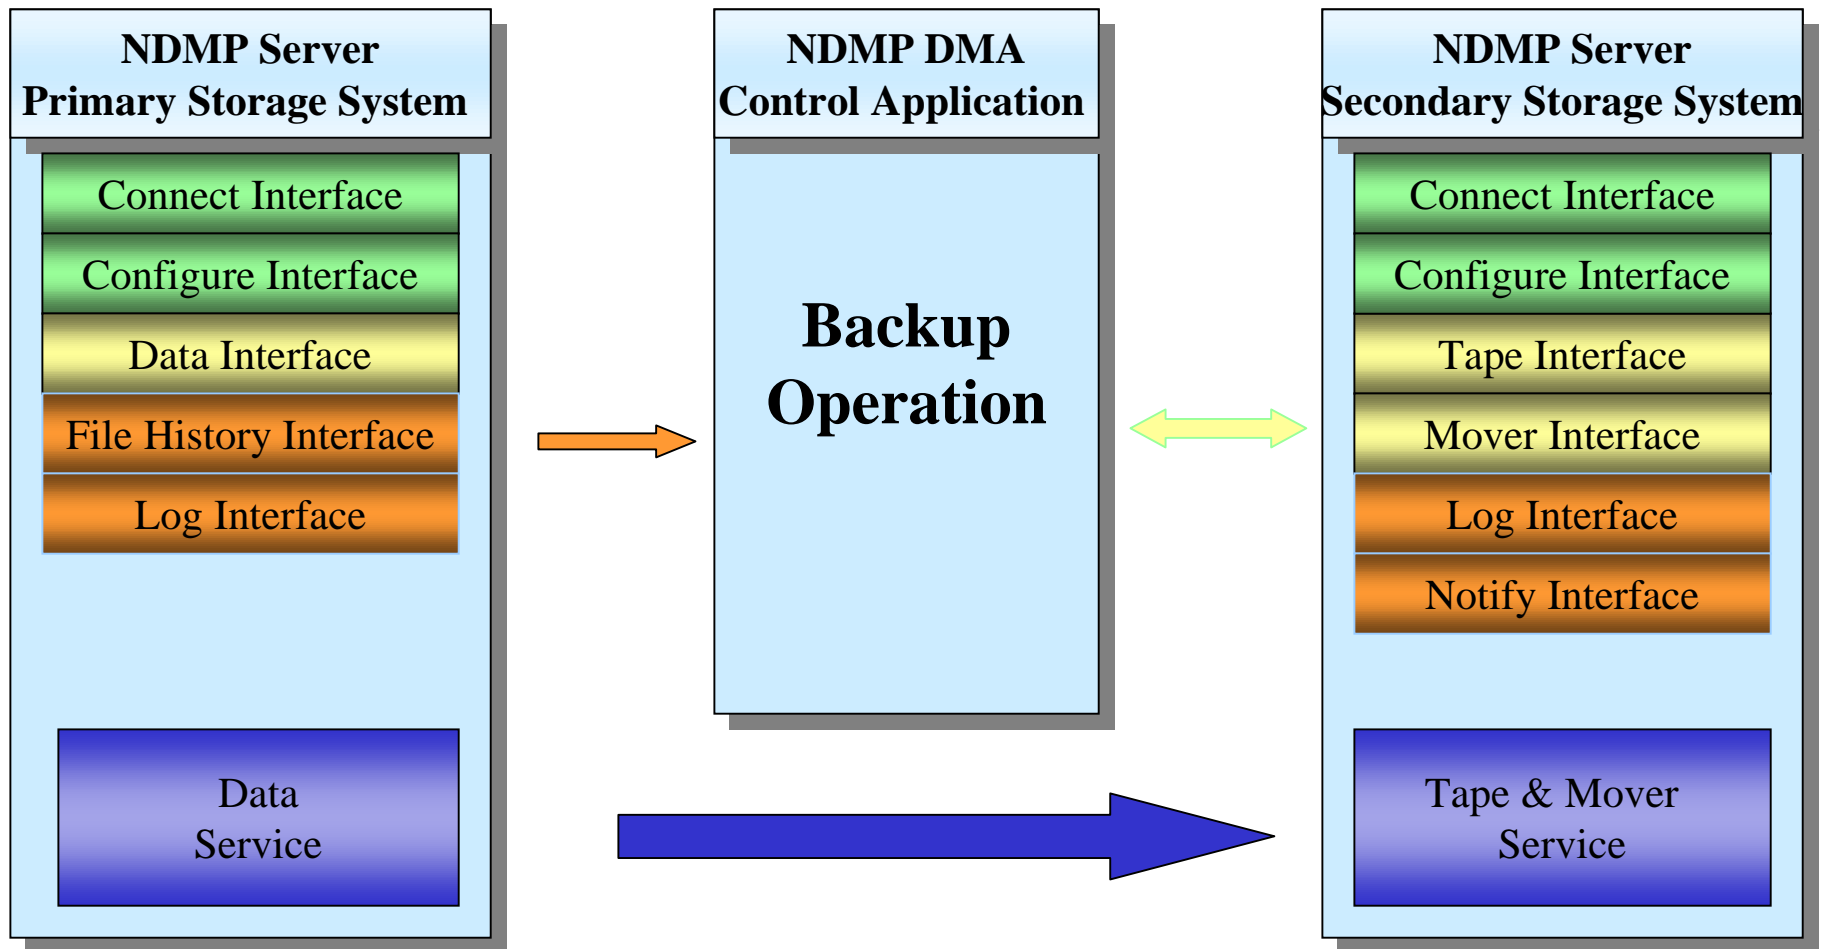 NDMP Server
Primary Storage System
Connect Interface
Configure Interface
Data Interface
File History Interface
Log Interface
Data
Service
NDMP DMA
Control Application
Backup
Operation
NDMP Server
Secondary Storage System
Connect Interface
Configure Interface
Tape Interface
Mover Interface
Log Interface
Notify Interface
Tape & Mover
Service